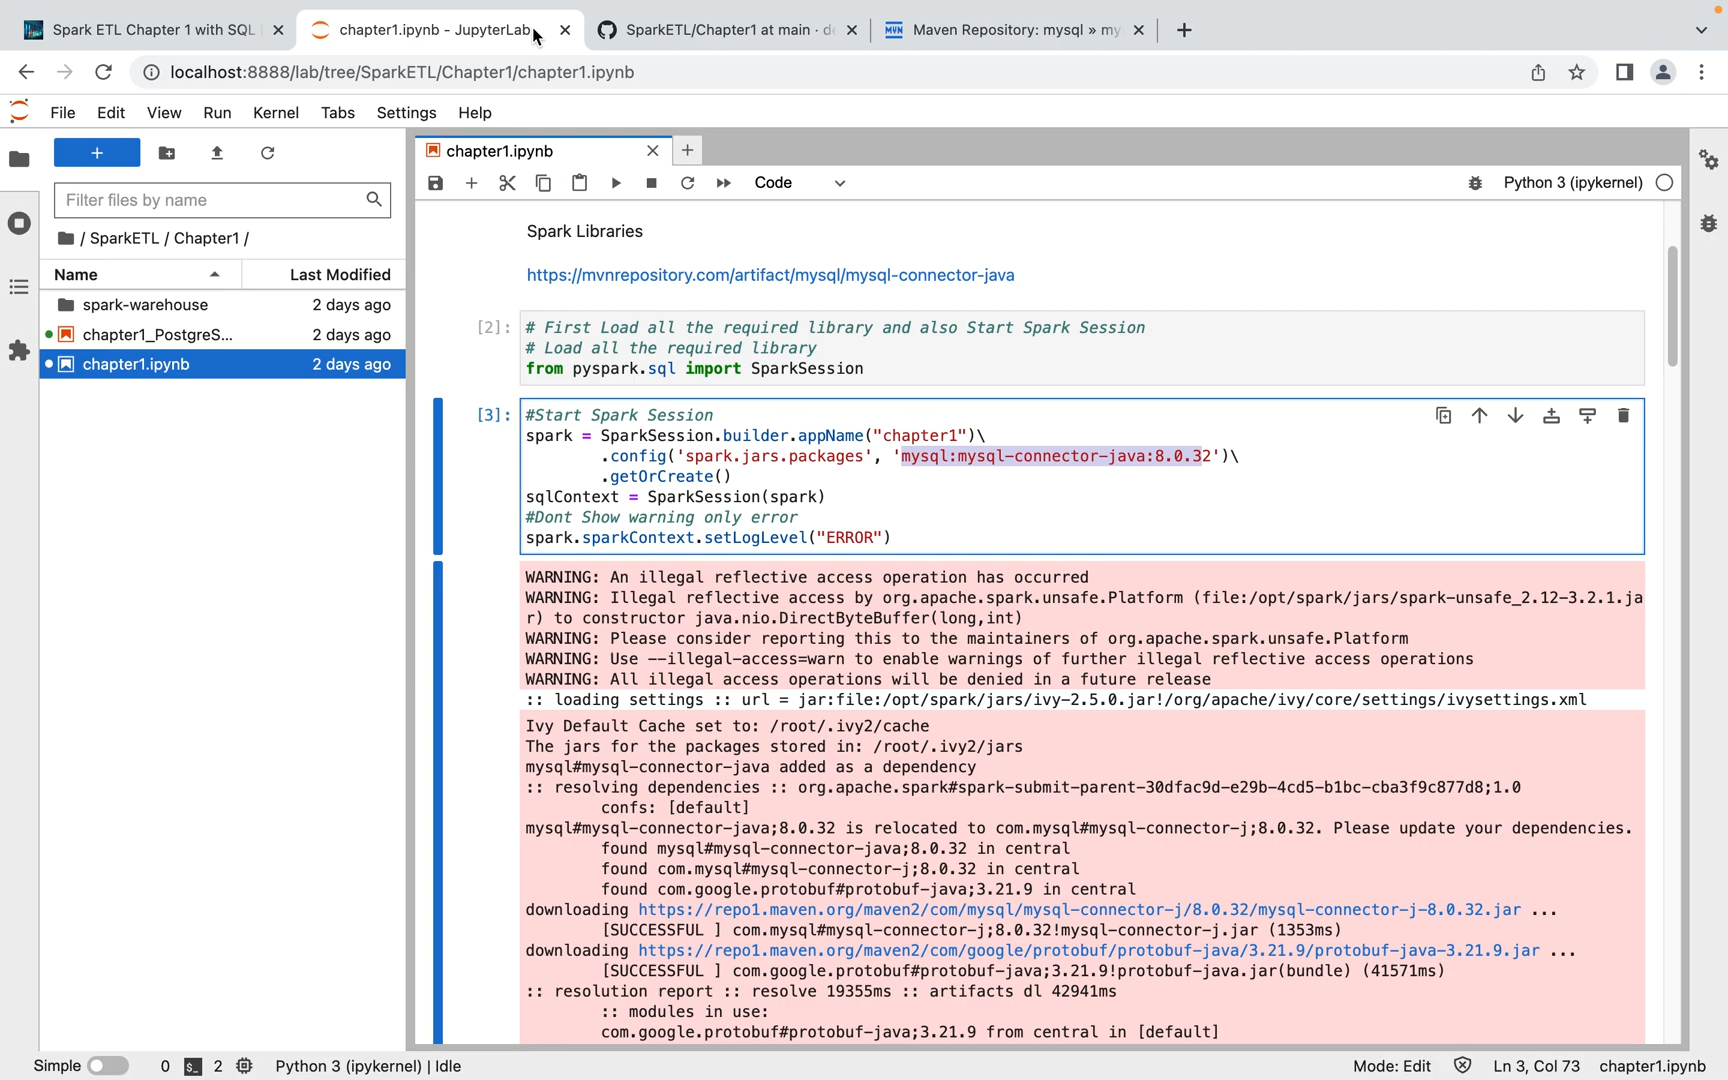 Spark ETL Chapter 1 with SQL
chapter1.ipynb - JupyterLab
SparkETL/Chapter1 at main · de
MVN
Maven Repository: mysql » my
localhost:8888/lab/tree/SparkETL/Chapter1/chapter1.ipynb
File Edit View Run Kernel Tabs Settings Help
chapter1.ipynb
Code
Python 3 (ipykernel)
Filter files by name
/ SparkETL / Chapter1 /
Name Last Modified
spark-warehouse 2 days ago
chapter1_PostgreS... 2 days ago
chapter1.ipynb 2 days ago
Spark Libraries
https://mvnrepository.com/artifact/mysql/mysql-connector-java
[2]: # First Load all the required library and also Start Spark Session
# Load all the required library
from pyspark.sql import SparkSession
[3]: #Start Spark Session
spark = SparkSession.builder.appName("chapter1")\
.config('spark.jars.packages', 'mysql:mysql-connector-java:8.0.32')\
.getOrCreate()
sqlContext = SparkSession(spark)
#Dont Show warning only error
spark.sparkContext.setLogLevel("ERROR")
WARNING: An illegal reflective access operation has occurred
WARNING: Illegal reflective access by org.apache.spark.unsafe.Platform (file:/opt/spark/jars/spark-unsafe_2.12-3.2.1.ja
r) to constructor java.nio.DirectByteBuffer(long,int)
WARNING: Please consider reporting this to the maintainers of org.apache.spark.unsafe.Platform
WARNING: Use --illegal-access=warn to enable warnings of further illegal reflective access operations
WARNING: All illegal access operations will be denied in a future release
:: loading settings :: url = jar:file:/opt/spark/jars/ivy-2.5.0.jar!/org/apache/ivy/core/settings/ivysettings.xml
Ivy Default Cache set to: /root/.ivy2/cache
The jars for the packages stored in: /root/.ivy2/jars
mysql#mysql-connector-java added as a dependency
:: resolving dependencies :: org.apache.spark#spark-submit-parent-30dfac9d-e29b-4cd5-b1bc-cba3f9c877d8;1.0
confs: [default]
mysql#mysql-connector-java;8.0.32 is relocated to com.mysql#mysql-connector-j;8.0.32. Please update your dependencies.
found mysql#mysql-connector-java;8.0.32 in central
found com.mysql#mysql-connector-j;8.0.32 in central
found com.google.protobuf#protobuf-java;3.21.9 in central
downloading https://repo1.maven.org/maven2/com/mysql/mysql-connector-j/8.0.32/mysql-connector-j-8.0.32.jar ...
[SUCCESSFUL ] com.mysql#mysql-connector-j;8.0.32!mysql-connector-j.jar (1353ms)
downloading https://repo1.maven.org/maven2/com/google/protobuf/protobuf-java/3.21.9/protobuf-java-3.21.9.jar ...
[SUCCESSFUL ] com.google.protobuf#protobuf-java;3.21.9!protobuf-java.jar(bundle) (41571ms)
:: resolution report :: resolve 19355ms :: artifacts dl 42941ms
:: modules in use:
com.google.protobuf#protobuf-java;3.21.9 from central in [default]
Simple 0 2 Python 3 (ipykernel) | Idle
Mode: Edit Ln 3, Col 73 chapter1.ipynb